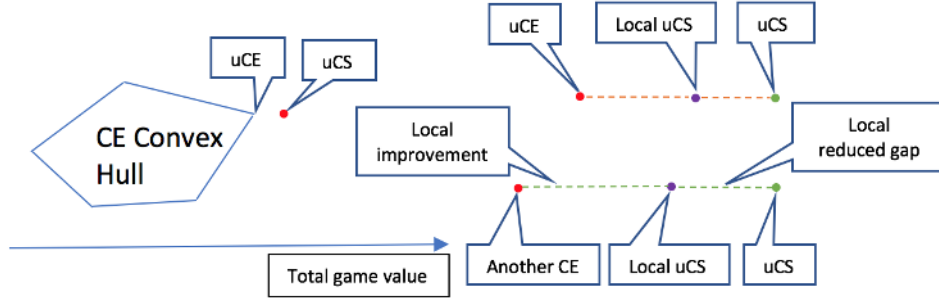 uCE
Local uCS
uCS
uCE
uCS
CE Convex
Hull
Local
improvement
Local
reduced gap
Total game value
Another CE
Local uCS
uCS